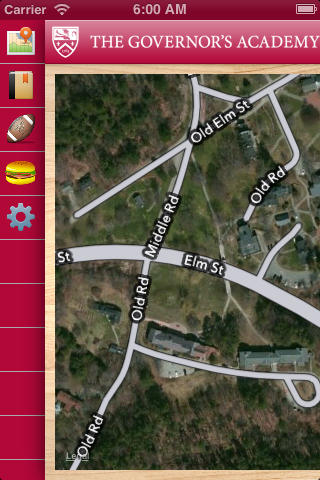 Carrier 6:00 AM
THE GOVERNOR'S ACADEMY
Old Elm St
Old Rd
Middle Rd
St
Elm St
Old Rd
Old Rd
Legal